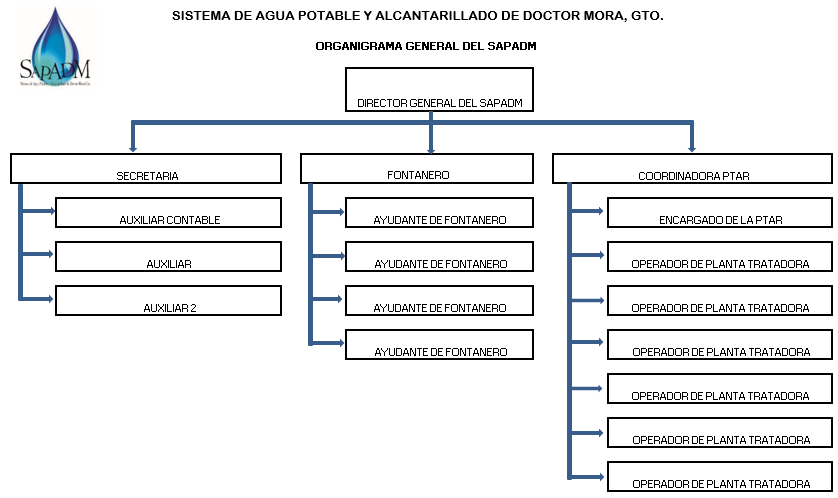 SISTEMA DE AGUA POTABLE Y ALCANTARILLADO DE DOCTOR MORA, GTO.
SAPADM
ORGANIGRAMA GENERAL DEL SAPADM
DIRECTOR GENERAL DEL SAPADM
SECRETARIA
AUXILIAR CONTABLE
AUXILIAR
AUXILIAR 2
FONTANERO
AYUDANTE DE FONTANERO
AYUDANTE DE FONTANERO
AYUDANTE DE FONTANERO
AYUDANTE DE FONTANERO
COORDINADORA PTAR
ENCARGADO DE LA PTAR
OPERADOR DE PLANTA TRATADORA
OPERADOR DE PLANTA TRATADORA
OPERADOR DE PLANTA TRATADORA
OPERADOR DE PLANTA TRATADORA
OPERADOR DE PLANTA TRATADORA
OPERADOR DE PLANTA TRATADORA